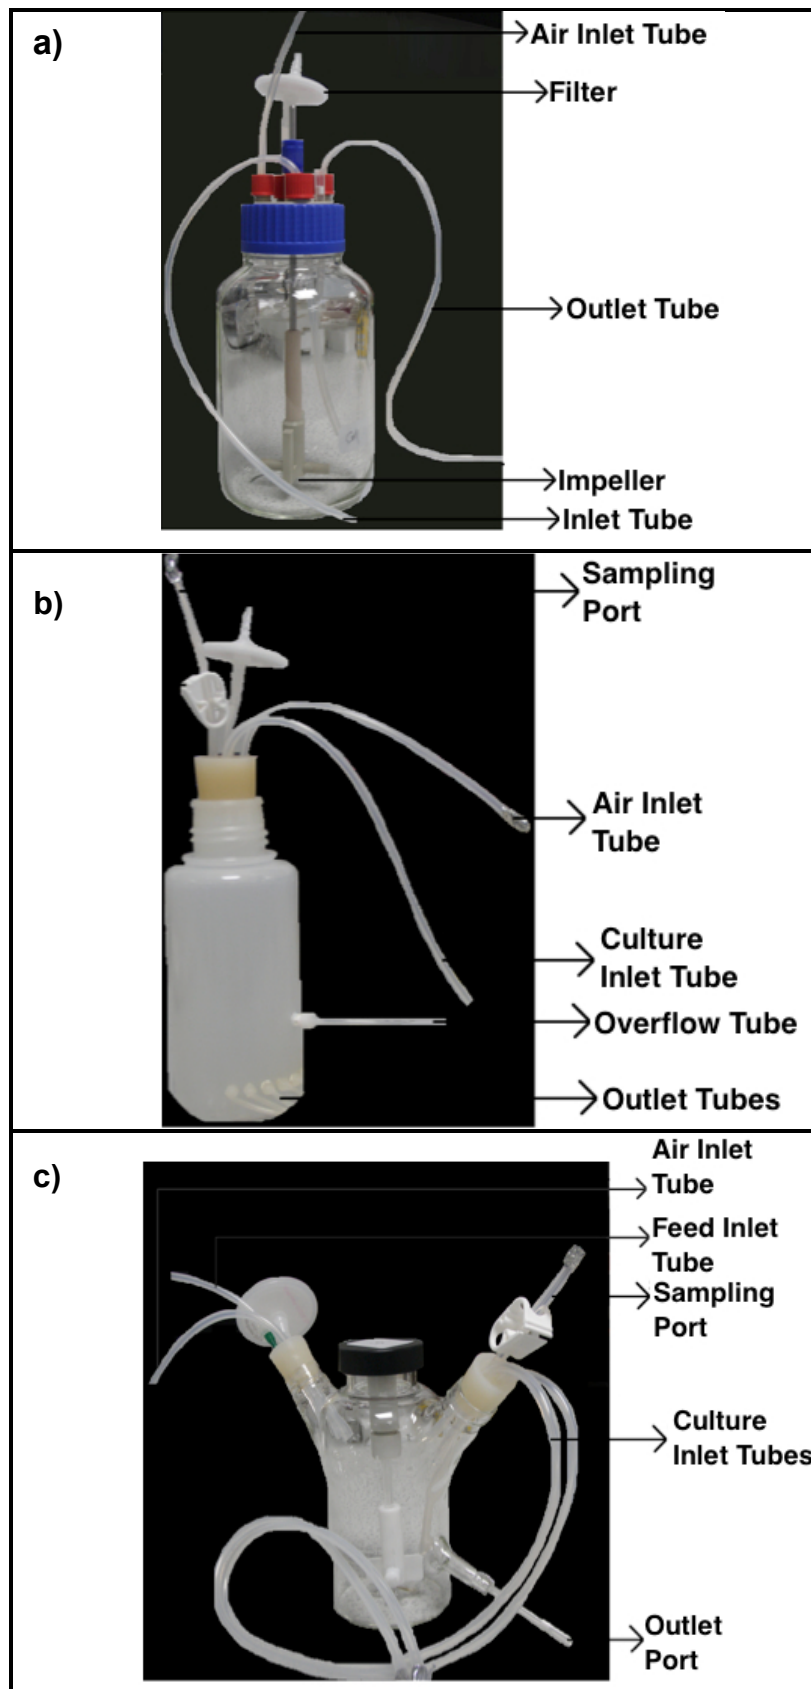 a)
Air Inlet Tube
Filter
Outlet Tube
Impeller
Inlet Tube
b)
Sampling
Port
Air Inlet
Tube
Culture
Inlet Tube
Overflow Tube
Outlet Tubes
c)
Air Inlet
Tube
Feed Inlet
Tube
Sampling
Port
Culture
Inlet Tubes
Outlet
Port